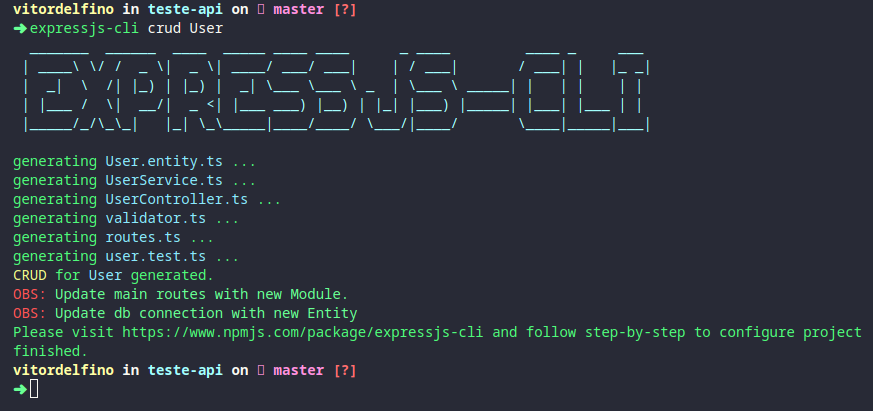 vitordelfino in teste-api on master [?]
➜expressjs-cli crud User
EXPRESSJS-CLI
generating User.entity.ts ...
generating UserService.ts ...
generating UserController.ts ...
generating validator.ts ...
generating routes.ts ...
generating user.test.ts ...
CRUD for User generated.
OBS: Update main routes with new Module.
OBS: Update db connection with new Entity
Please visit https://www.npmjs.com/package/expressjs-cli and follow step-by-step to configure project
finished.
vitordelfino in teste-api on master [?]
➜